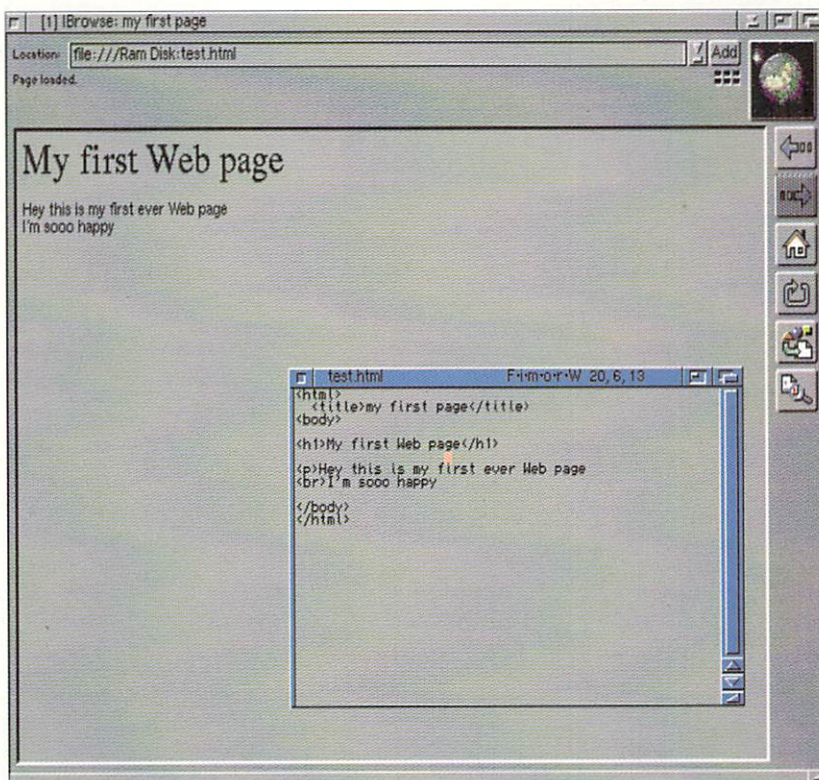 [1] IBrowse: my first page
Location: file:///Ram Disk:test.html Add
Page loaded.
My first Web page
Hey this is my first ever Web page
I'm sooo happy
test.html F·i·m·o·r·W 20, 6, 13
<html>
<title>my first page</title>
<body>
<h1>My first Web page</h1>
<p>Hey this is my first ever Web page
<br>I'm sooo happy
</body>
</html>